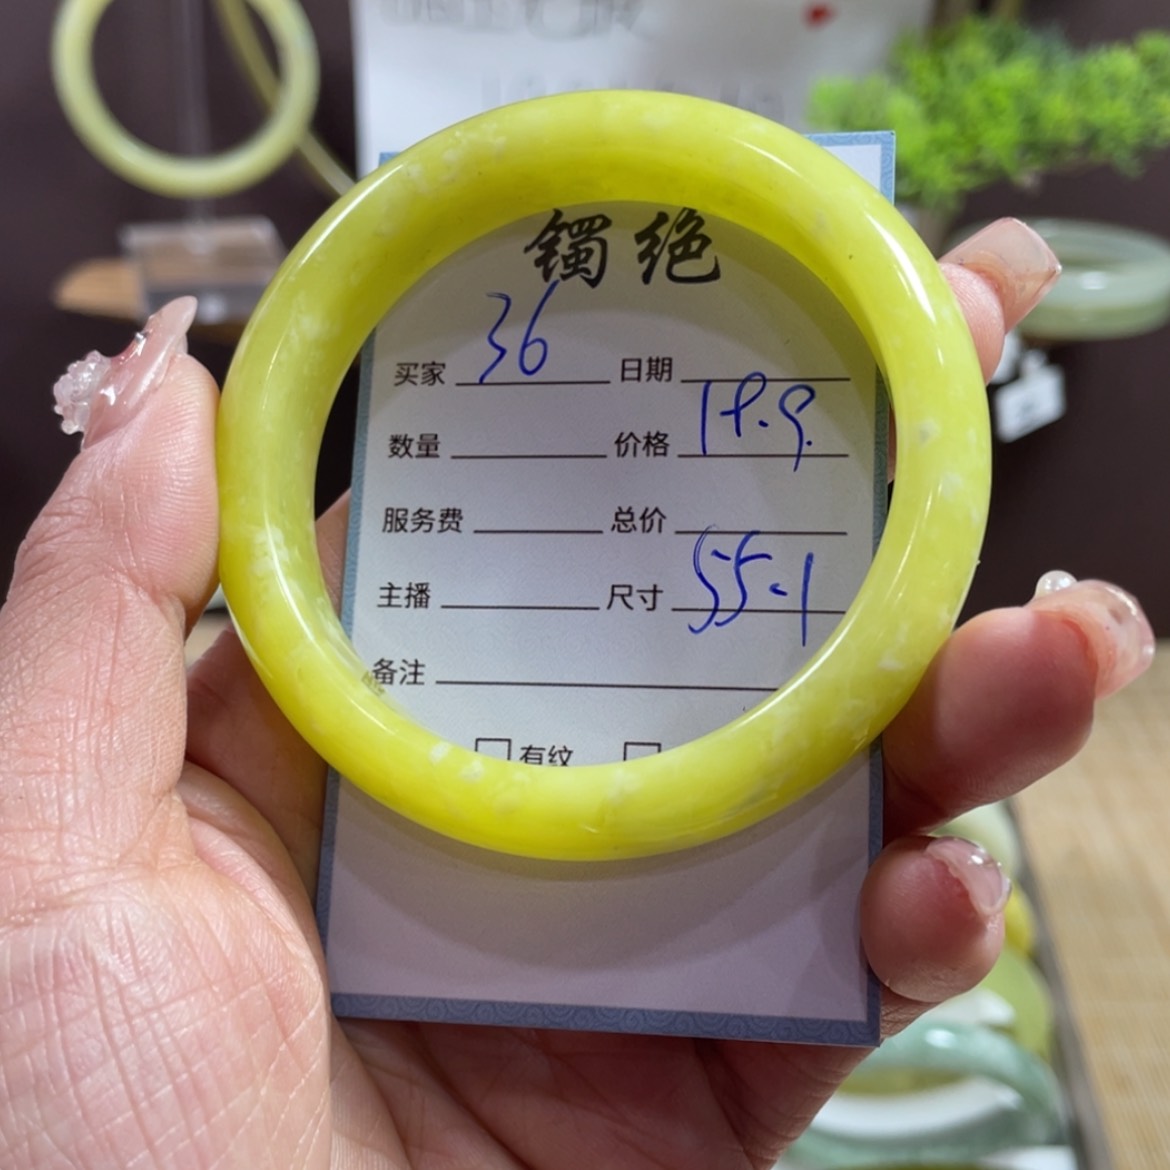 镯绝
买家 36 日期
数量 价格 19.9
服务费 总价
主播 尺寸 55.1
备注
有纹